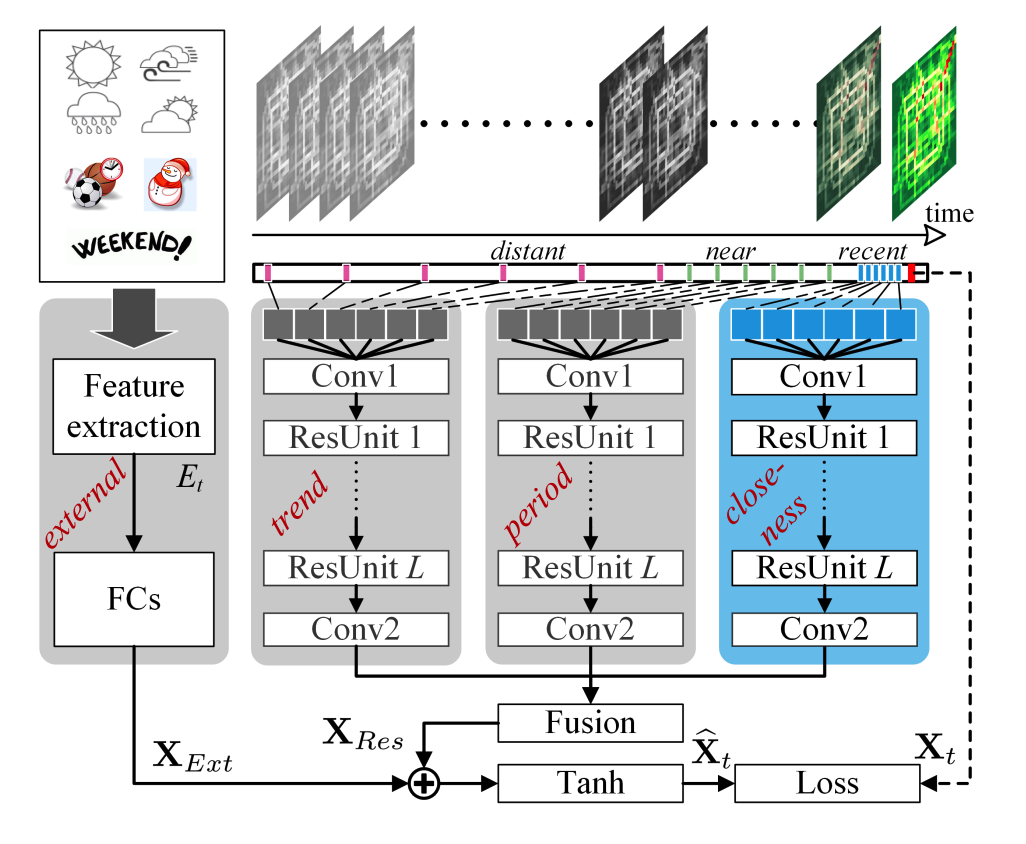 WEEKEND!
time
distant near recent
Feature
extraction
external
E_t
FCs
Conv1
ResUnit 1
trend
ResUnit L
Conv2
Conv1
ResUnit 1
period
ResUnit L
Conv2
Conv1
ResUnit 1
close-
ness
ResUnit L
Conv2
Fusion
X_Res
X_Ext
Tanh
X̂_t
Loss
X_t